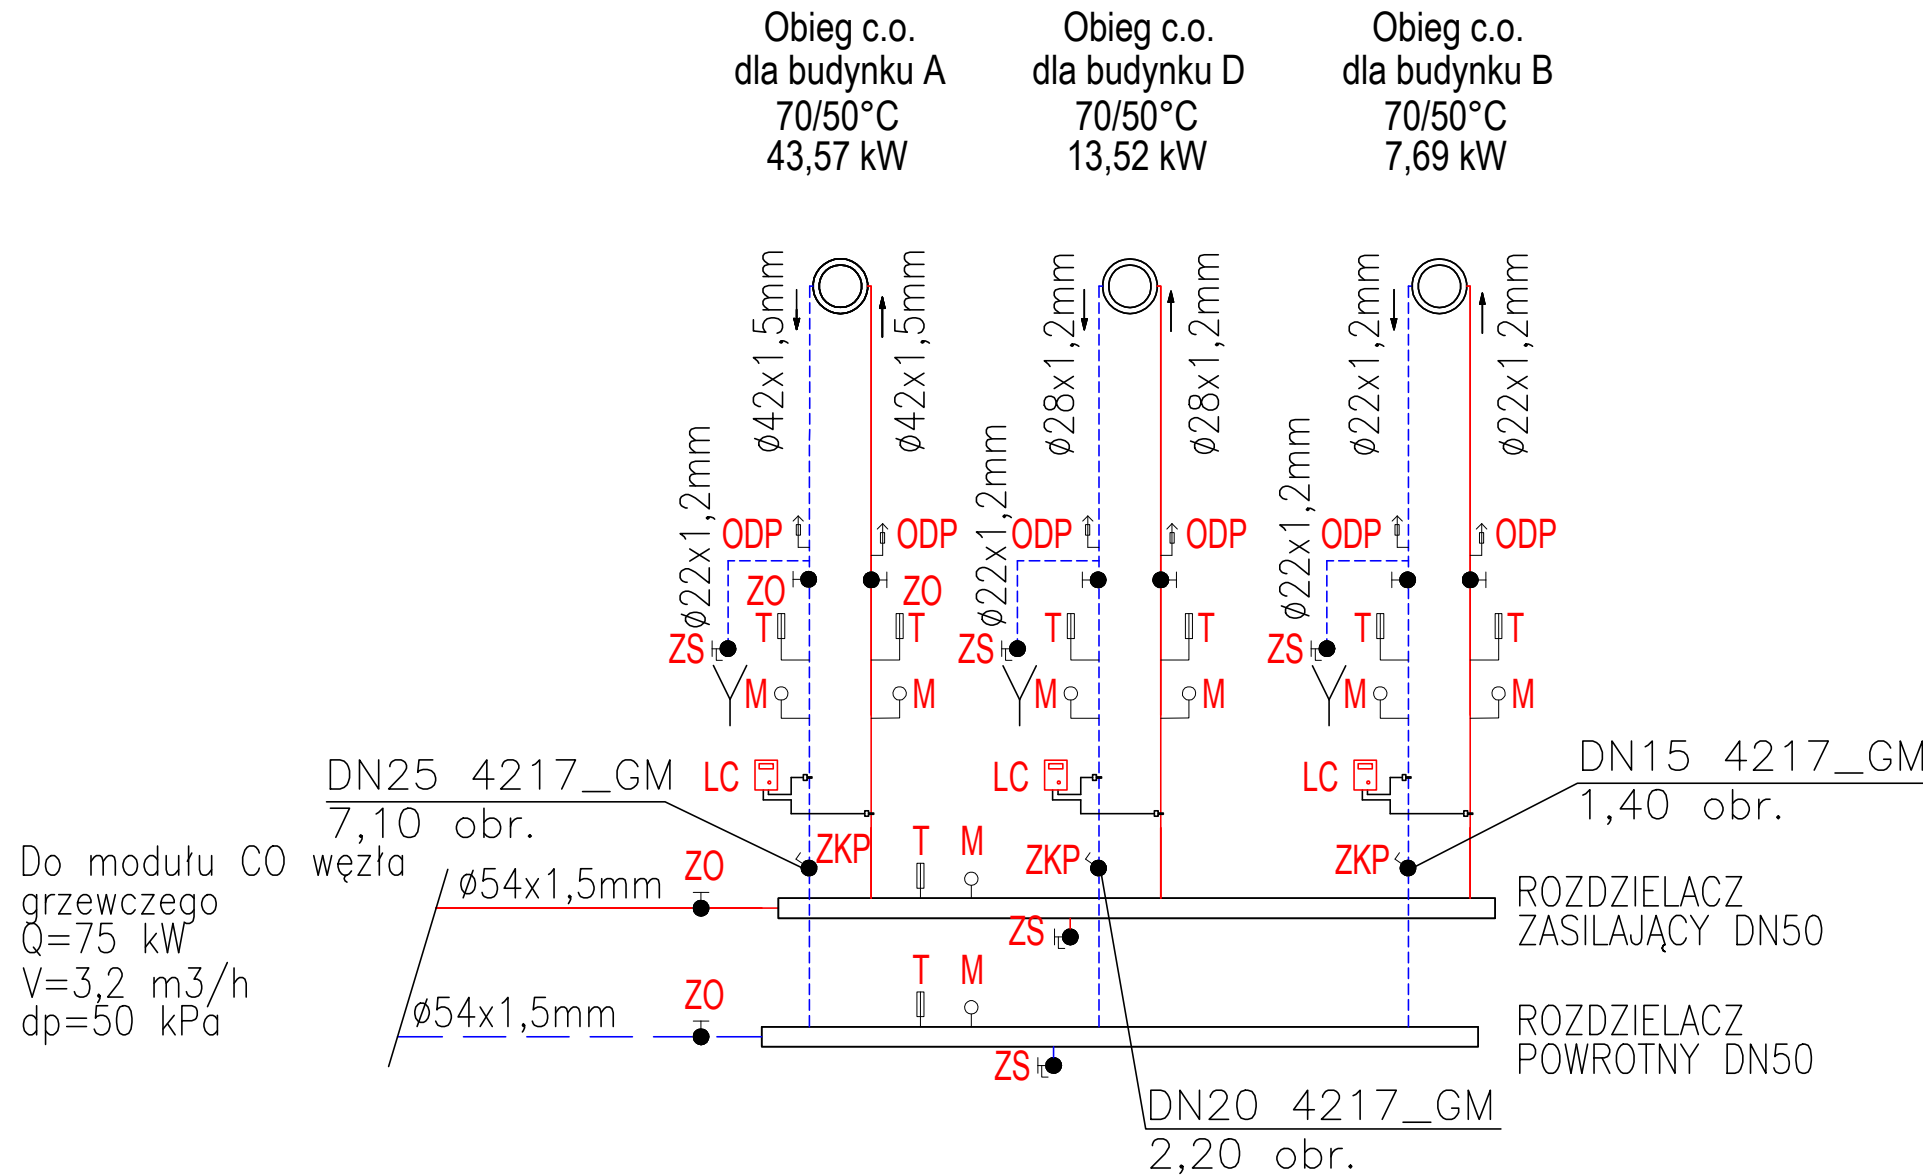 Obieg c.o.
dla budynku A
70/50°C
43,57 kW
Obieg c.o.
dla budynku D
70/50°C
13,52 kW
Obieg c.o.
dla budynku B
70/50°C
7,69 kW
ø42x1,5mm
ø42x1,5mm
ø28x1,2mm
ø28x1,2mm
ø22x1,2mm
ø22x1,2mm
ø22x1,2mm
ø22x1,2mm
ø22x1,2mm
ODP
ODP
ODP
ODP
ODP
ODP
ZO
ZO
T
T
T
T
T
T
ZS
ZS
ZS
M
M
M
M
M
M
LC
LC
LC
DN25 4217_GM
7,10 obr.
DN15 4217_GM
1,40 obr.
ZKP
T
M
ZKP
ZKP
Do modułu CO węzła
grzewczego
Q=75 kW
V=3,2 m3/h
dp=50 kPa
ø54x1,5mm
ZO
ROZDZIELACZ
ZASILAJĄCY DN50
ZS
T
M
ø54x1,5mm
ZO
ROZDZIELACZ
POWROTNY DN50
ZS
DN20 4217_GM
2,20 obr.